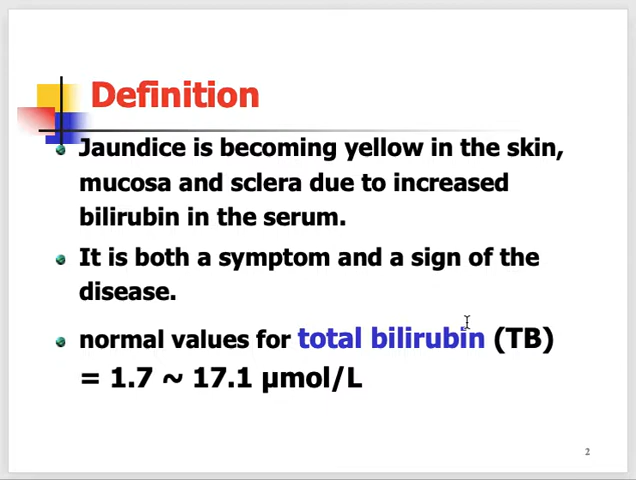 Definition
Jaundice is becoming yellow in the skin,
mucosa and sclera due to increased
bilirubin in the serum.
It is both a symptom and a sign of the
disease.
normal values for total bilirubin (TB)
= 1.7 ~ 17.1 μmol/L
2